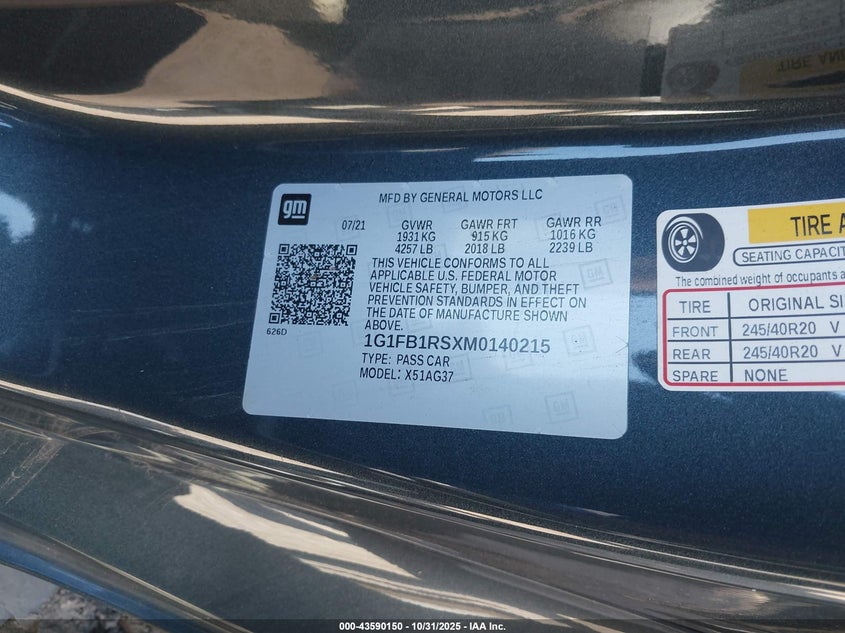 TIRE AN
gm
MFD BY GENERAL MOTORS LLC
07/21 GVWR GAWR FRT GAWR RR
1931 KG 915 KG 1016 KG
4257 LB 2018 LB 2239 LB
THIS VEHICLE CONFORMS TO ALL
APPLICABLE U.S. FEDERAL MOTOR
VEHICLE SAFETY, BUMPER, AND THEFT
PREVENTION STANDARDS IN EFFECT ON
THE DATE OF MANUFACTURE SHOWN
ABOVE.
626D
1G1FB1RSXM0140215
TYPE: PASS CAR
MODEL: X51AG37
TIRE A
SEATING CAPACIT
The combined weight of occupants a
TIRE ORIGINAL SI
FRONT 245/40R20 V
REAR 245/40R20 V
SPARE NONE
000-43590150 - 10/31/2025 - IAA Inc.